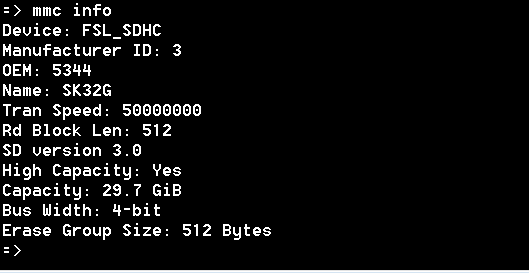 => mmc info
Device: FSL_SDHC
Manufacturer ID: 3
OEM: 5344
Name: SK32G
Tran Speed: 50000000
Rd Block Len: 512
SD version 3.0
High Capacity: Yes
Capacity: 29.7 GiB
Bus Width: 4-bit
Erase Group Size: 512 Bytes
=>